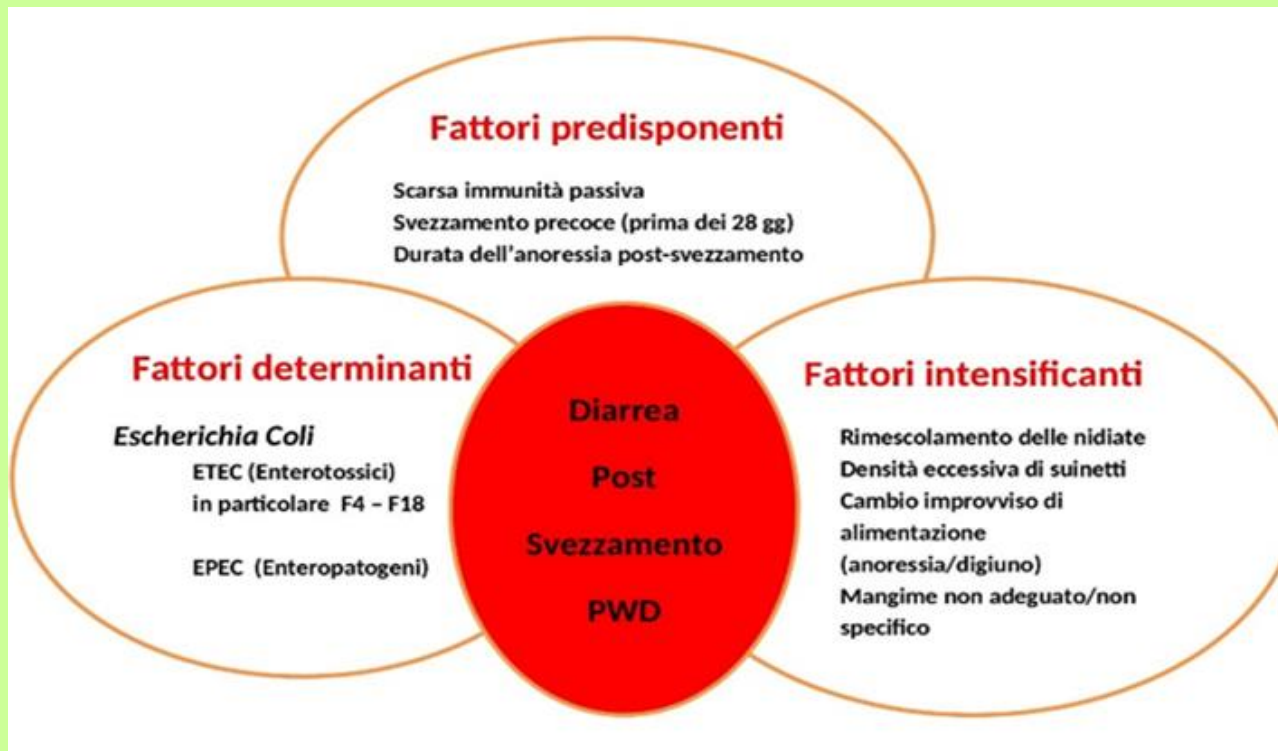 Fattori predisponenti
Scarsa immunità passiva
Svezzamento precoce (prima dei 28 gg)
Durata dell'anoressia post-svezzamento
Fattori determinanti
Escherichia Coli
ETEC (Enterotossici)
in particolare F4 – F18
EPEC (Enteropatogeni)
Diarrea
Post
Svezzamento
PWD
Fattori intensificanti
Rimescolamento delle nidiate
Densità eccessiva di suinetti
Cambio improvviso di
alimentazione
(anoressia/digiuno)
Mangime non adeguato/non
specifico